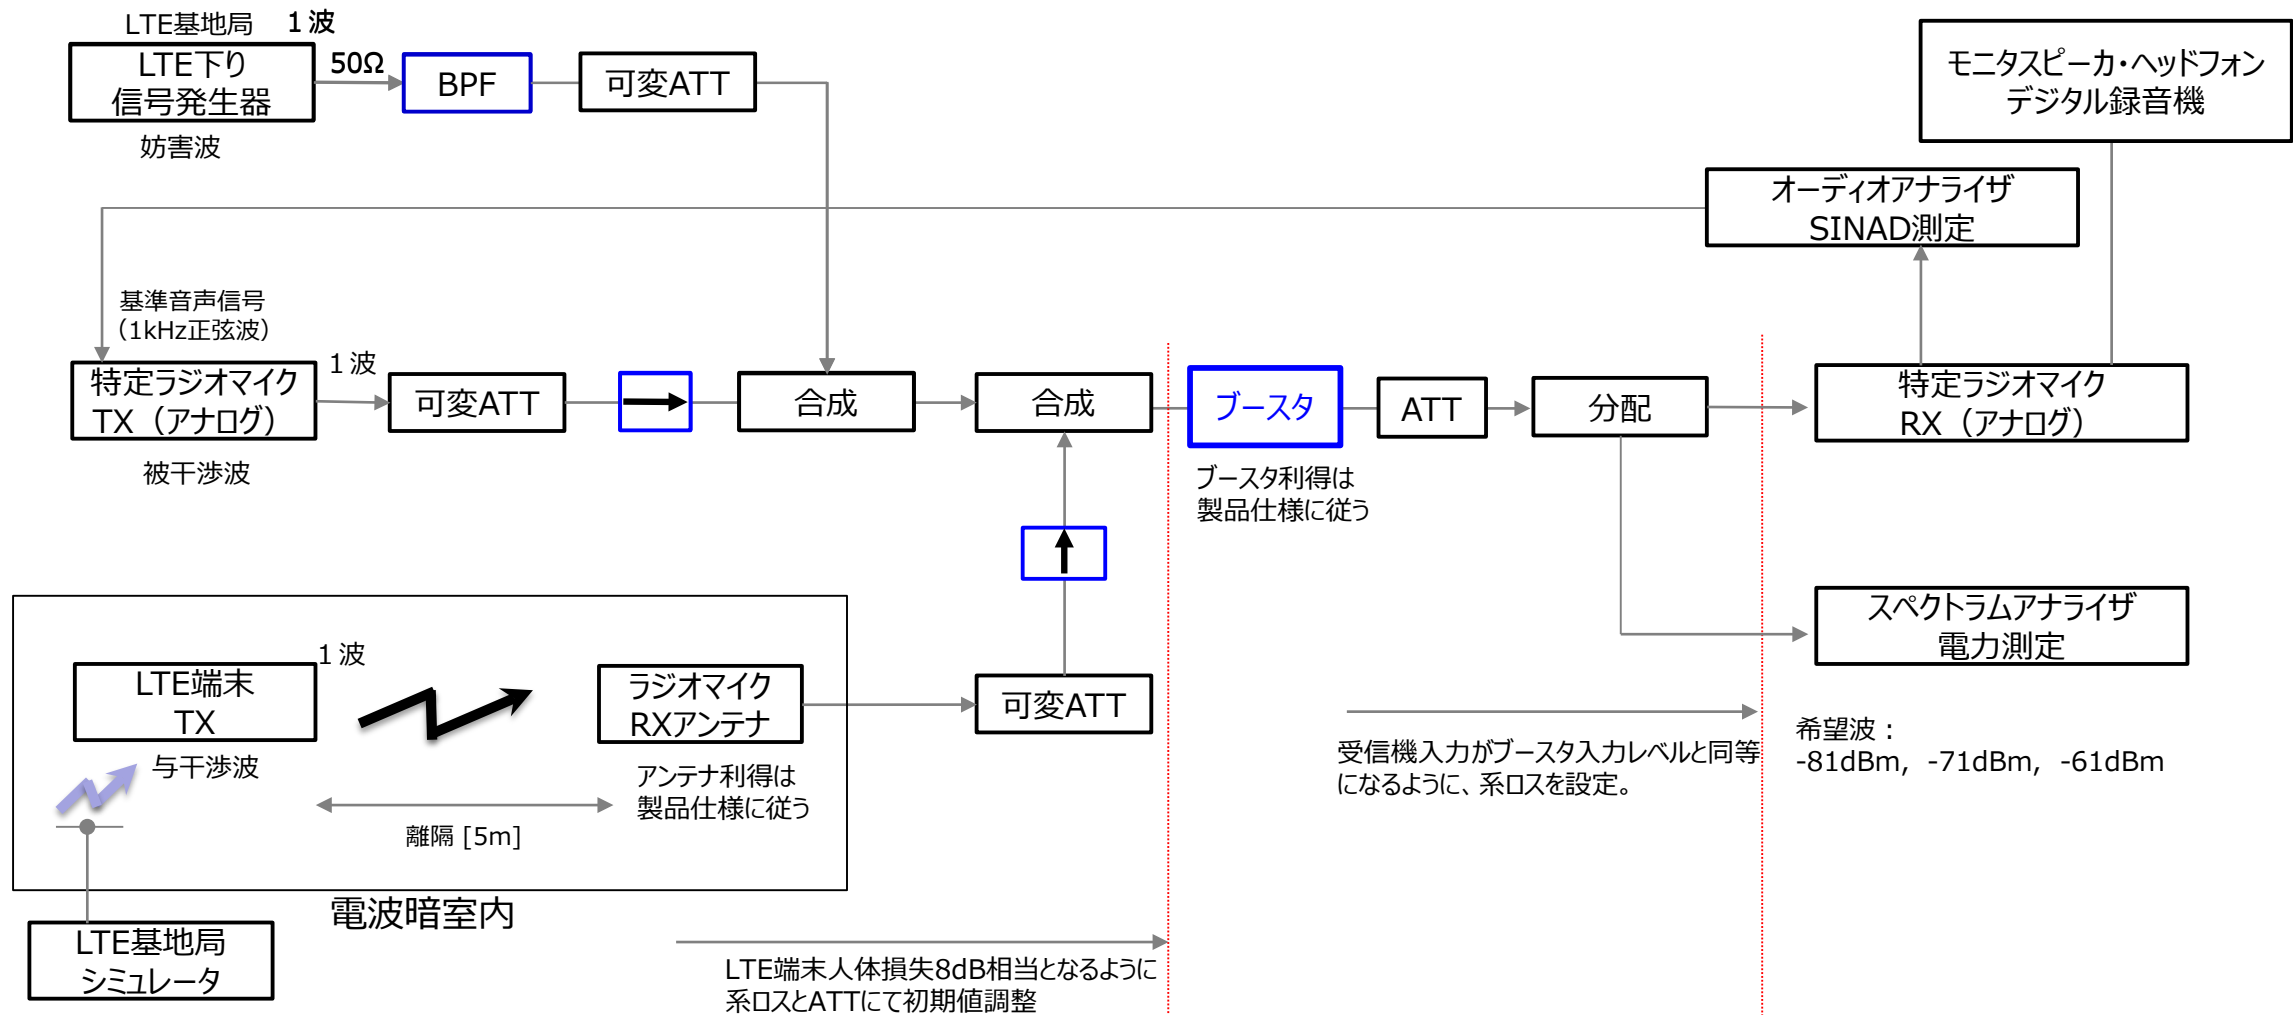 LTE基地局 1波
LTE下り
信号発生器
50Ω
BPF
可変ATT
妨害波
モニタスピーカ・ヘッドフォン
デジタル録音機
オーディオアナライザ
SINAD測定
基準音声信号
(1kHz正弦波)
特定ラジオマイク
TX(アナログ)
1波
可変ATT
合成
合成
ブースタ
ATT
分配
特定ラジオマイク
RX(アナログ)
被干渉波
ブースタ利得は
製品仕様に従う
スペクトラムアナライザ
電力測定
1波
LTE端末
TX
ラジオマイク
RXアンテナ
可変ATT
与干渉波
アンテナ利得は
製品仕様に従う
離隔 [5m]
受信機入力がブースタ入力レベルと同等
になるように、系ロスを設定。
希望波:
-81dBm, -71dBm, -61dBm
電波暗室内
LTE基地局
シミュレータ
LTE端末人体損失8dB相当となるように
系ロスとATTにて初期値調整